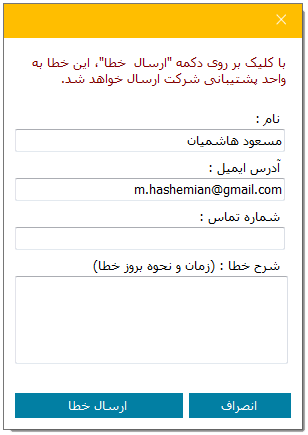 با کلیک بر روی دکمه "ارسال خطا"، این خطا به
واحد پشتیبانی شرکت ارسال خواهد شد.
نام :
مسعود هاشمیان
آدرس ایمیل :
m.hashemian@gmail.com
شماره تماس :
شرح خطا : (زمان و نحوه بروز خطا)
انصراف
ارسال خطا